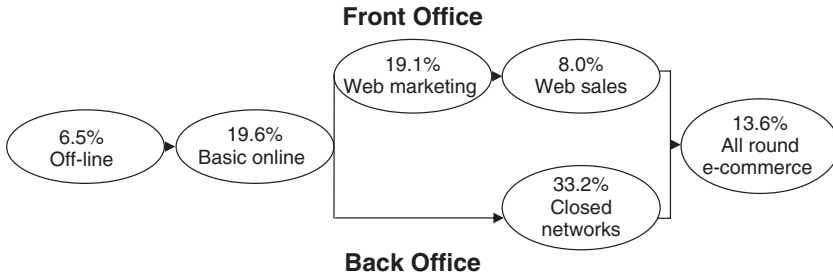 Front Office
19.1%
Web marketing
8.0%
Web sales
6.5%
Off-line
19.6%
Basic online
13.6%
All round
e-commerce
33.2%
Closed
networks
Back Office